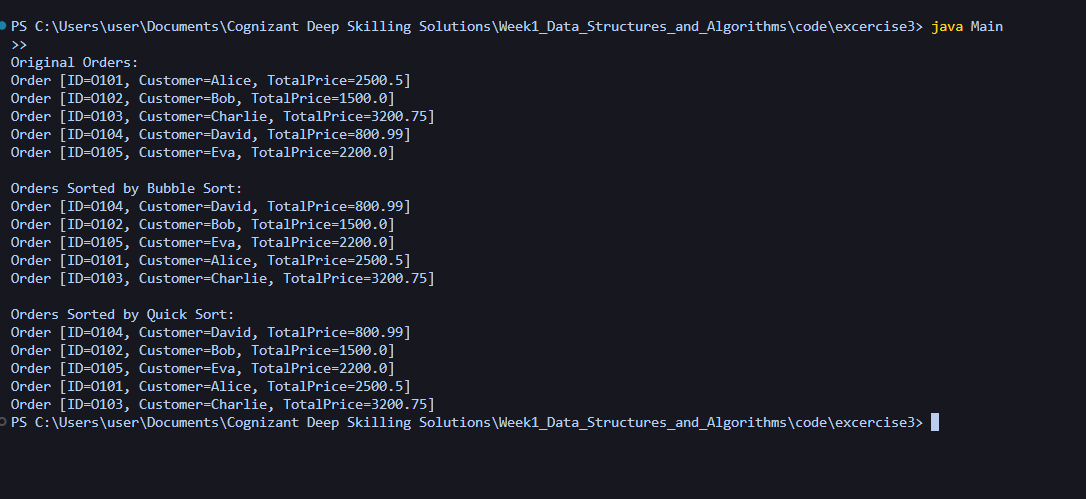 PS C:\Users\user\Documents\Cognizant Deep Skilling Solutions\Week1_Data_Structures_and_Algorithms\code\excercise3> java Main
>>
Original Orders:
Order [ID=O101, Customer=Alice, TotalPrice=2500.5]
Order [ID=O102, Customer=Bob, TotalPrice=1500.0]
Order [ID=O103, Customer=Charlie, TotalPrice=3200.75]
Order [ID=O104, Customer=David, TotalPrice=800.99]
Order [ID=O105, Customer=Eva, TotalPrice=2200.0]

Orders Sorted by Bubble Sort:
Order [ID=O104, Customer=David, TotalPrice=800.99]
Order [ID=O102, Customer=Bob, TotalPrice=1500.0]
Order [ID=O105, Customer=Eva, TotalPrice=2200.0]
Order [ID=O101, Customer=Alice, TotalPrice=2500.5]
Order [ID=O103, Customer=Charlie, TotalPrice=3200.75]

Orders Sorted by Quick Sort:
Order [ID=O104, Customer=David, TotalPrice=800.99]
Order [ID=O102, Customer=Bob, TotalPrice=1500.0]
Order [ID=O105, Customer=Eva, TotalPrice=2200.0]
Order [ID=O101, Customer=Alice, TotalPrice=2500.5]
Order [ID=O103, Customer=Charlie, TotalPrice=3200.75]
PS C:\Users\user\Documents\Cognizant Deep Skilling Solutions\Week1_Data_Structures_and_Algorithms\code\excercise3>